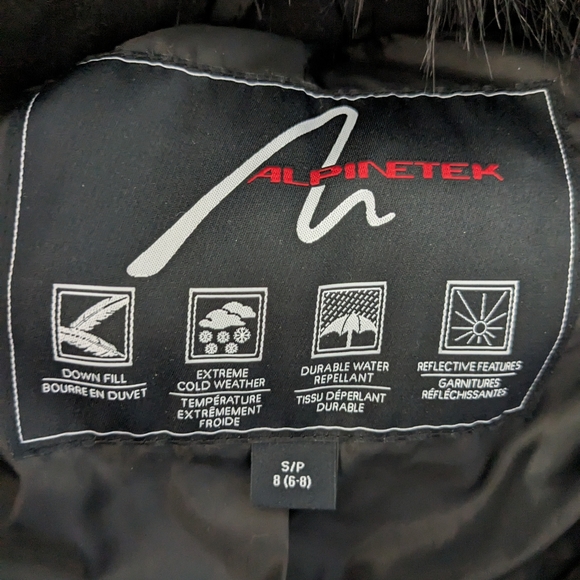 ALPINETEK
DOWN FILL
BOURRE EN DUVET
EXTREME
COLD WEATHER
TEMPÉRATURE
EXTRÊMEMENT
FROIDE
DURABLE WATER
REPELLANT
TISSU DÉPERLANT
DURABLE
REFLECTIVE FEATURES
GARNITURES
RÉFLÉCHISSANTES
S/P
8 (6-8)